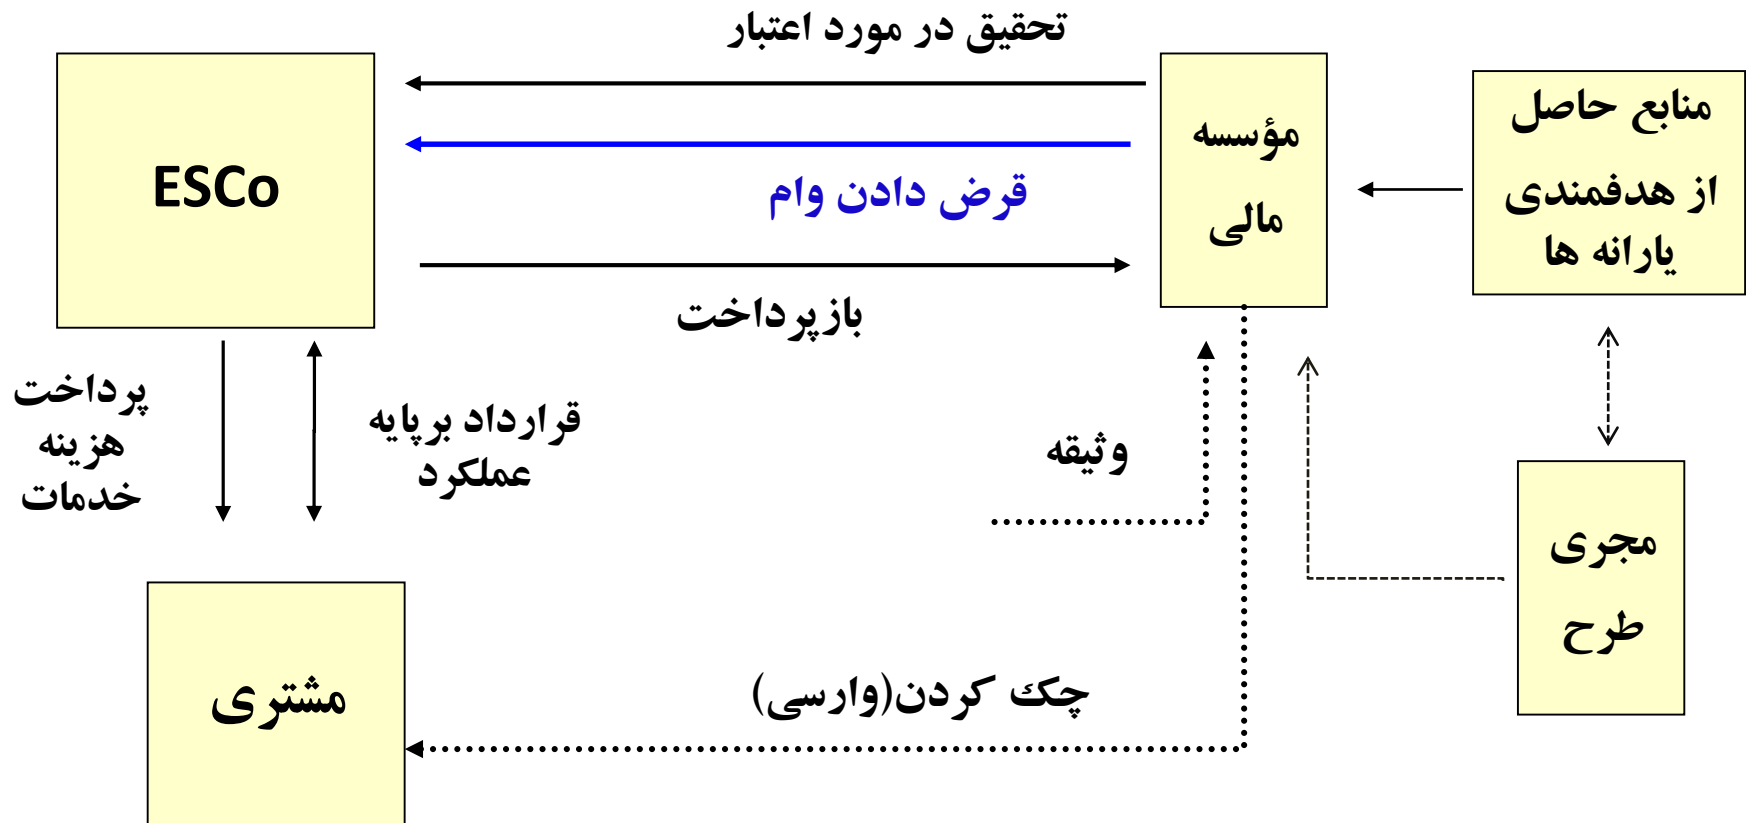 تحقیق در مورد اعتبار
منابع حاصل
از هدفمندی
یارانه ها
مؤسسه
مالی
ESCo
قرض دادن وام
بازپرداخت
پرداخت
هزینه
خدمات
قرارداد برپایه
عملکرد
وثیقه
مجری
طرح
مشتری
چک کردن(وارسی)